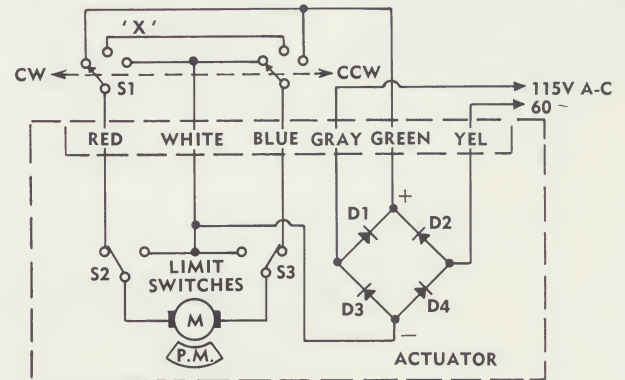 'X'
CW
CCW
S1
115V A-C
60 ~
RED WHITE BLUE GRAY GREEN YEL
+
D1
D2
S2
LIMIT
SWITCHES
S3
D3
D4
M
P.M.
−
ACTUATOR